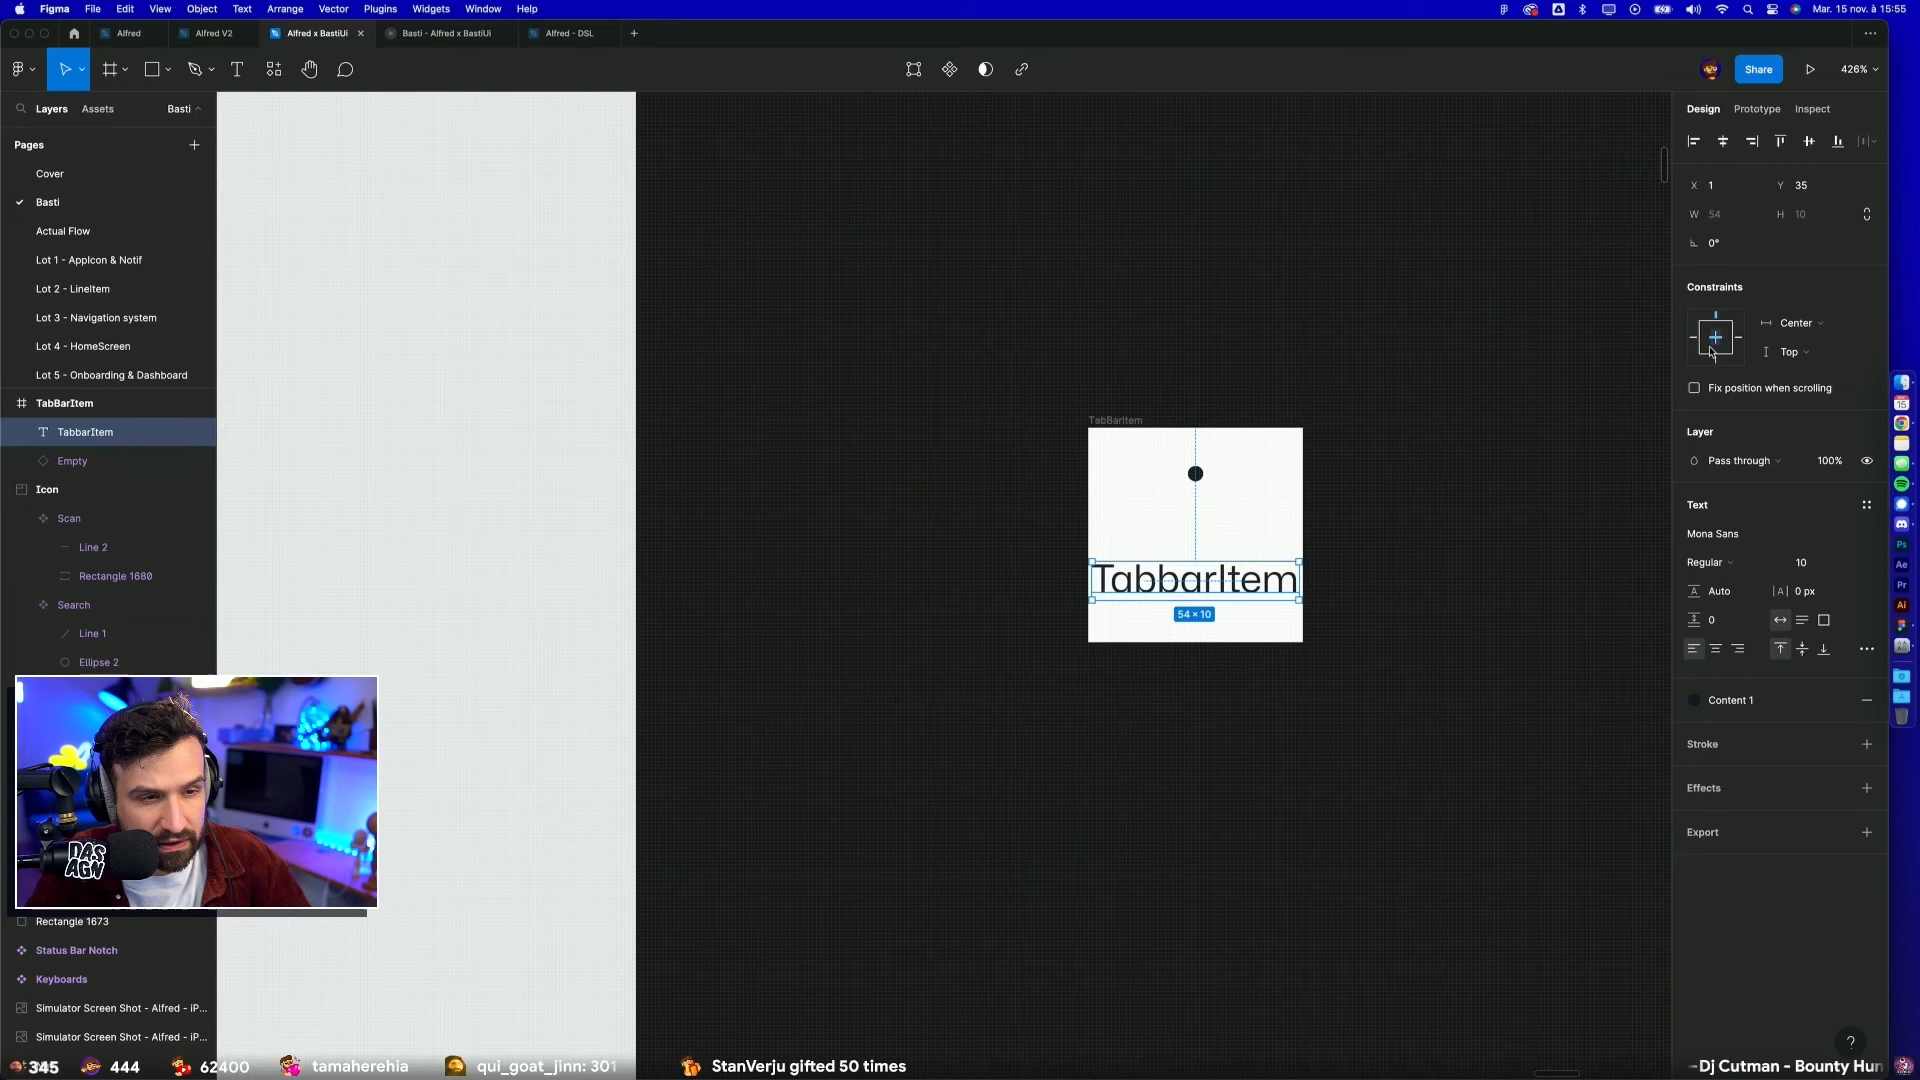 Figma File Edit View Object Text Arrange Vector Plugins Widgets Window Help
Mar. 15 nov. à 15:55
Alfred
Alfred V2
Alfred x BastiUi
Basti - Alfred x BastiUi
Alfred - DSL
Share
426%
Layers Assets
Basti
Pages
Cover
Basti
Actual Flow
Lot 1 - AppIcon & Notif
Lot 2 - LineItem
Lot 3 - Navigation system
Lot 4 - HomeScreen
Lot 5 - Onboarding & Dashboard
TabBarItem
TabbarItem
Empty
Icon
Scan
Line 2
Rectangle 1680
Search
Line 1
Ellipse 2
DAS
AGN
Rectangle 1673
Status Bar Notch
Keyboards
Simulator Screen Shot - Alfred - iP...
Simulator Screen Shot - Alfred - iP...
TabBarItem
TabbarItem
54 × 10
Design Prototype Inspect
X 1 Y 35
W 54 H 10
0°
Constraints
Center
Top
Fix position when scrolling
Layer
Pass through 100%
Text
Mona Sans
Regular 10
Auto 0 px
0
Content 1
Stroke
Effects
Export
?
15
Ps
Ae
Pr
Ai
345 444 62400 tamaherehia qui_goat_jinn: 301 StanVerju gifted 50 times
Dj Cutman - Bounty Hun